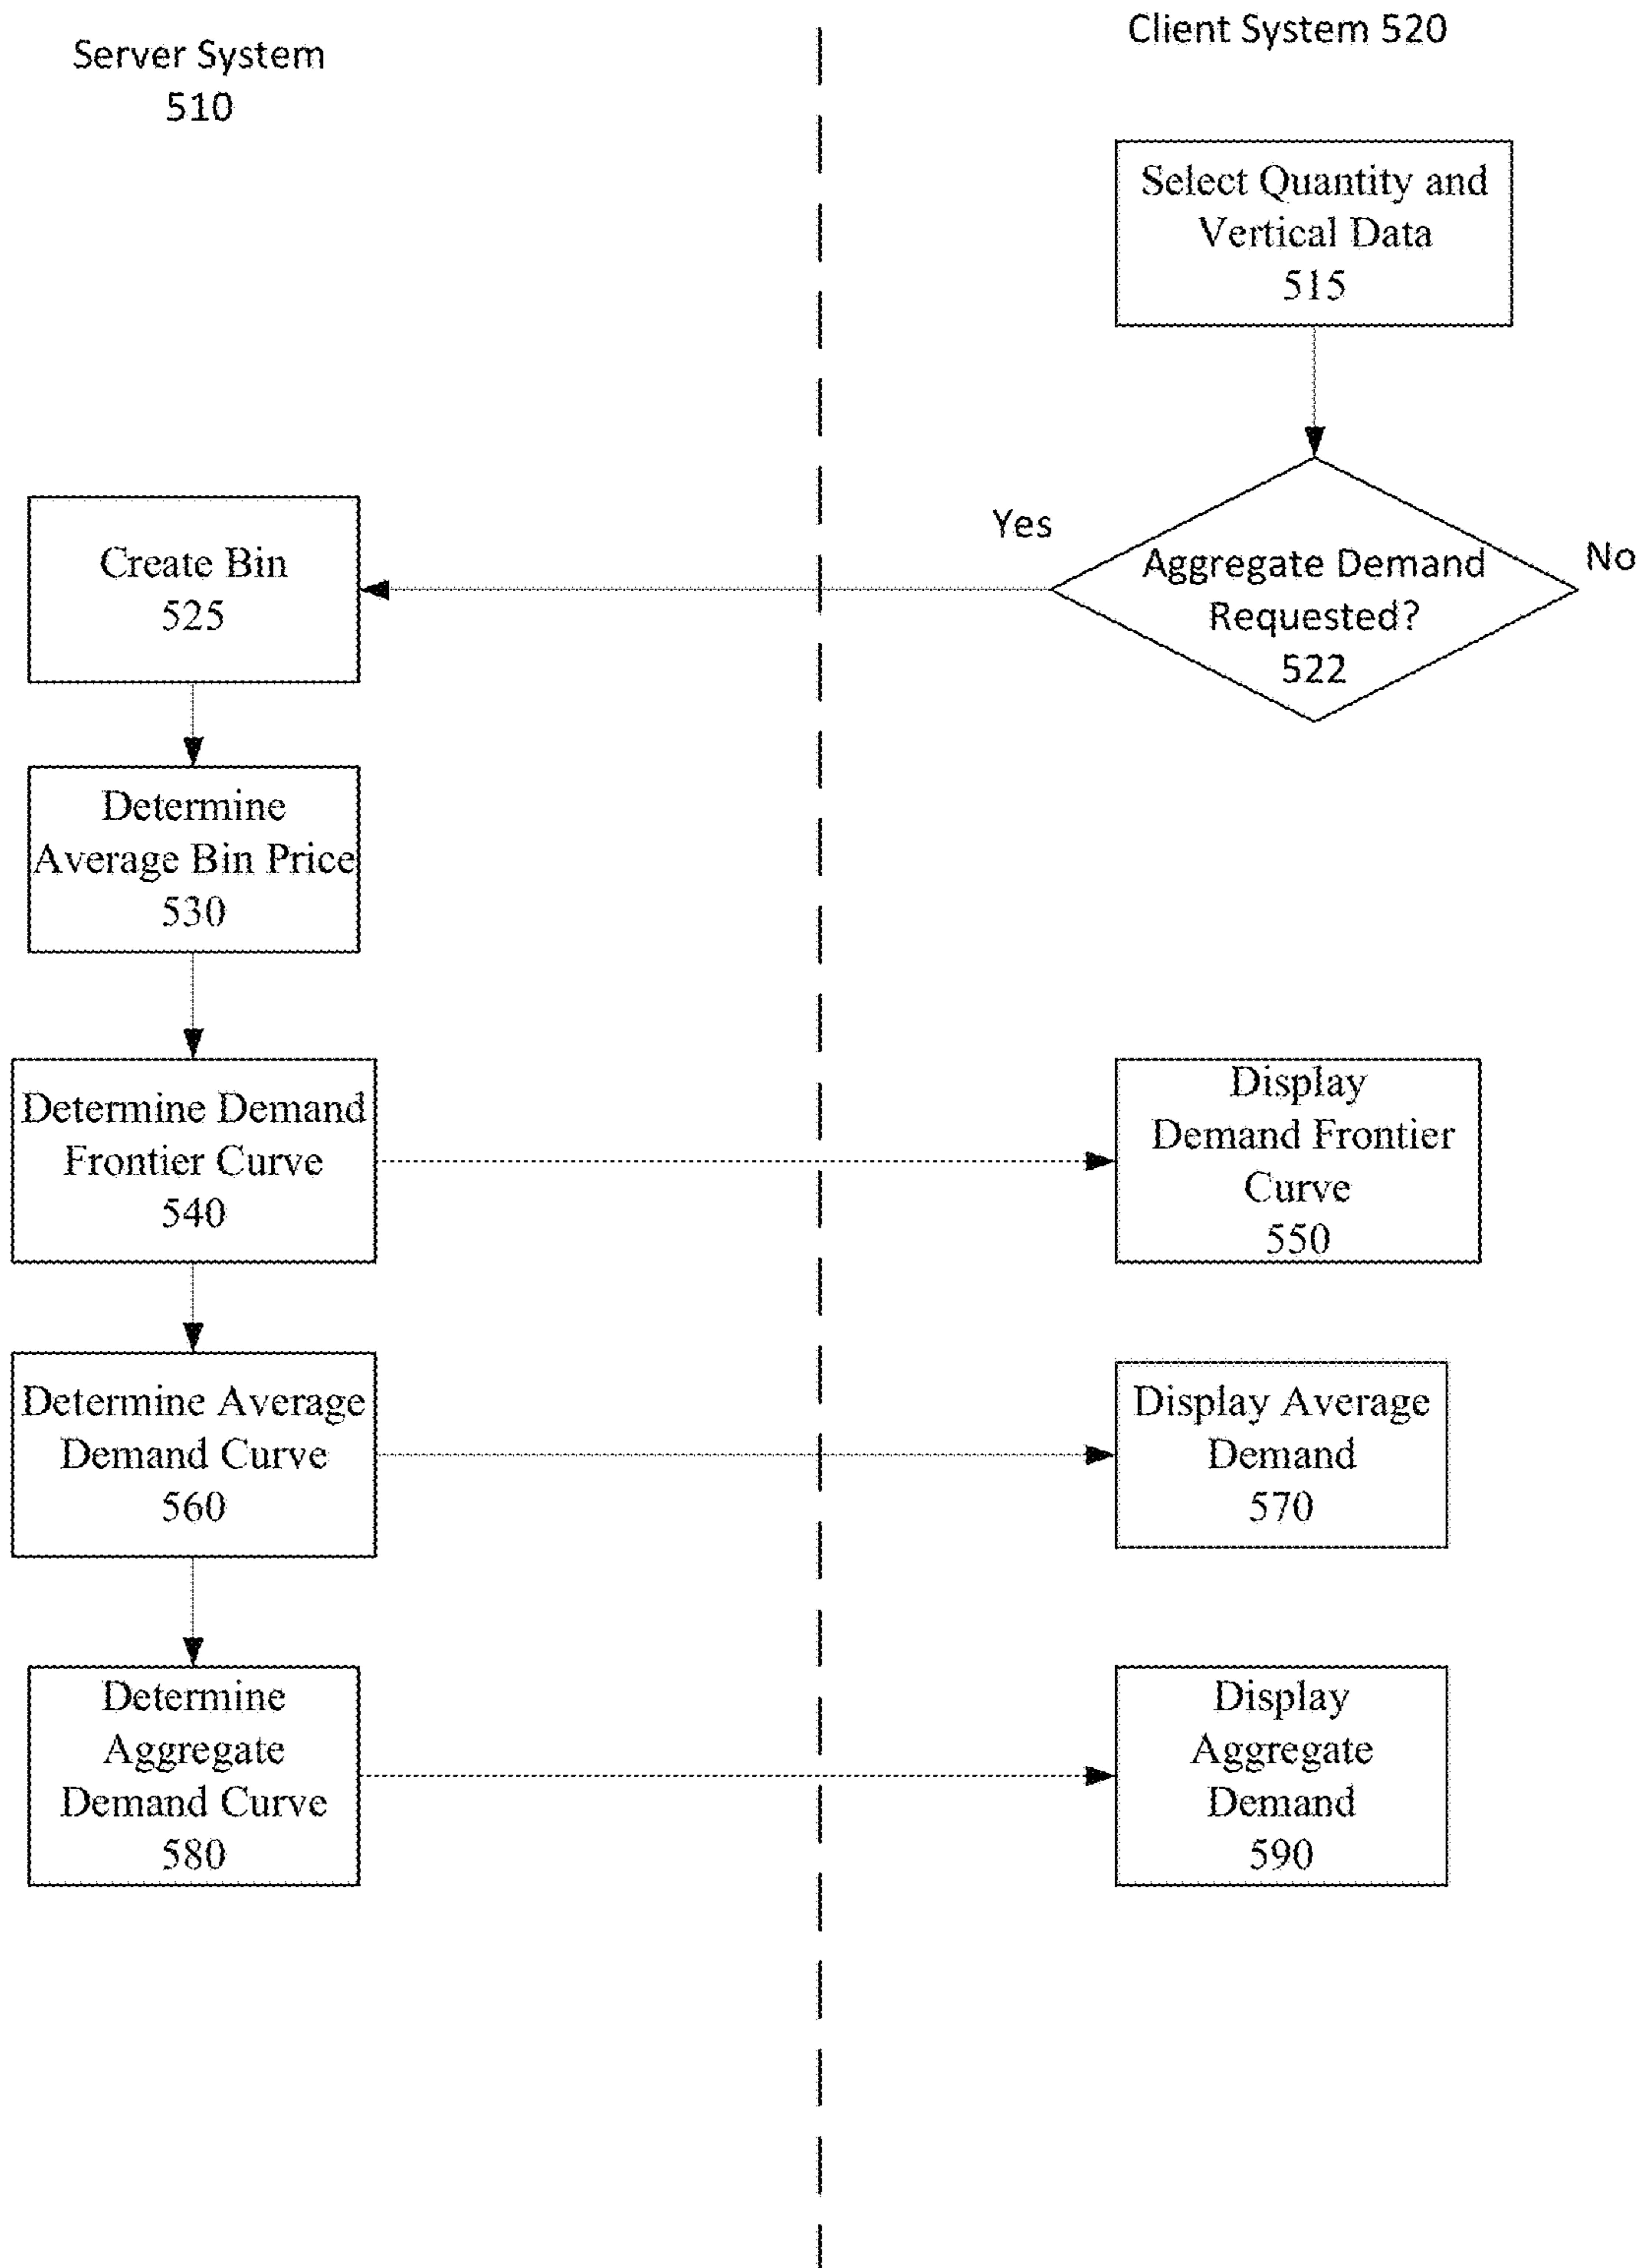 Server System
510
Client System 520
Select Quantity and
Vertical Data
515
Yes
Aggregate Demand
Requested?
522
No
Create Bin
525
Determine
Average Bin Price
530
Determine Demand
Frontier Curve
540
Display
Demand Frontier
Curve
550
Determine Average
Demand Curve
560
Display Average
Demand
570
Determine
Aggregate
Demand Curve
580
Display
Aggregate
Demand
590